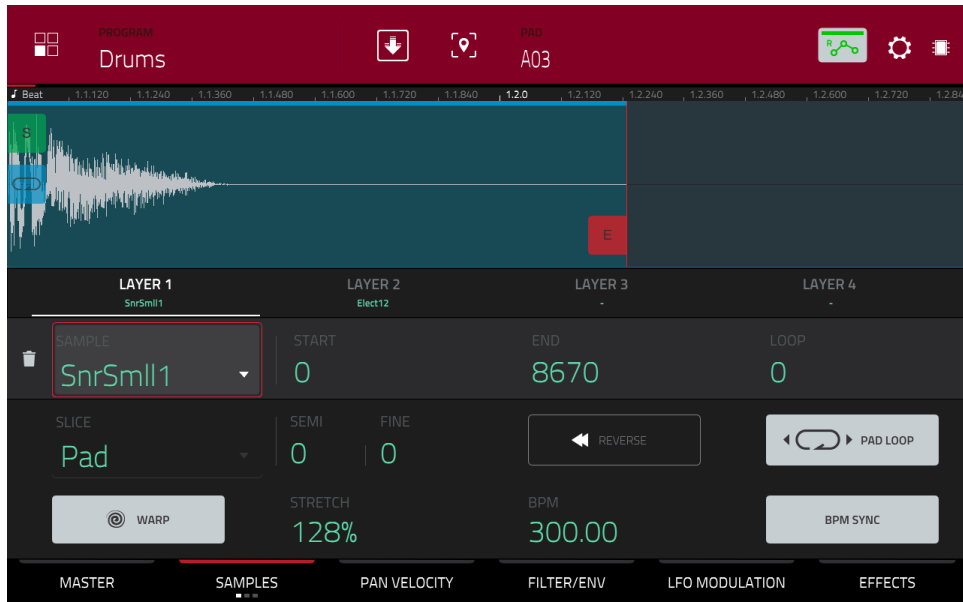 PROGRAM
Drums
PAD
A03
R
Beat 1.1.120 1.1.240 1.1.360 1.1.480 1.1.600 1.1.720 1.1.840 1.2.0 1.2.120 1.2.240 1.2.360 1.2.480 1.2.600 1.2.720 1.2.84
S
E
LAYER 1 LAYER 2 LAYER 3 LAYER 4
SnrSmll1 Elect12 - -
SAMPLE START END LOOP
SnrSmll1 0 8670 0
SLICE SEMI FINE
Pad 0 0
REVERSE
PAD LOOP
STRETCH BPM
WARP 128% 300.00 BPM SYNC
MASTER SAMPLES PAN VELOCITY FILTER/ENV LFO MODULATION EFFECTS